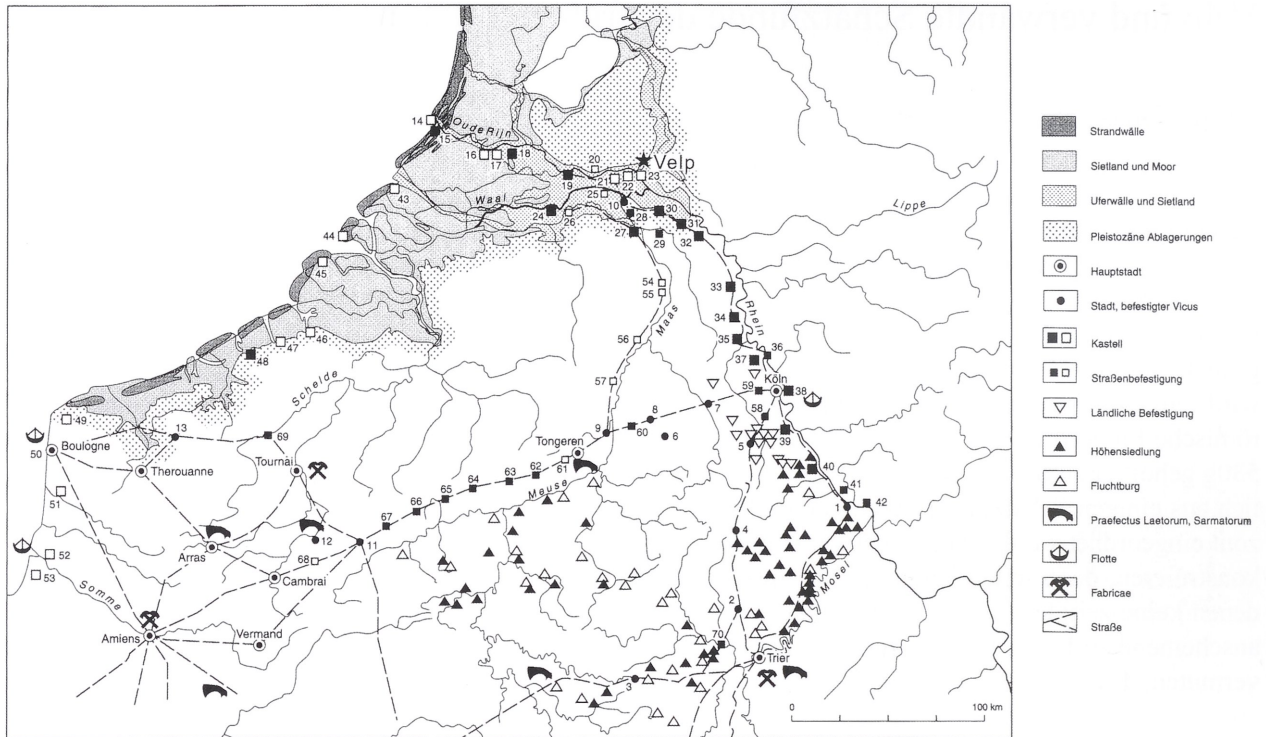 14
15
Oude Rijn
16
17
18
20
Velp
19
21
22
23
43
Waal
25
10
24
26
28
30
31
Lippe
27
29
32
44
45
54
55
33
Rhein
34
Maas
56
35
36
46
47
48
37
Köln
57
59
38
Schelde
58
49
8
7
13
69
9
60
6
5
39
Boulogne
50
Therouanne
Tournai
Tongeren
61
62
63
64
40
41
42
1
Meuse
65
66
67
51
4
12
11
Arras
68
52
53
Cambrai
Somme
Mosel
2
Amiens
Vermand
70
Trier
3
0
100 km
Strandwälle
Sietland und Moor
Uferwälle und Sietland
Pleistozäne Ablagerungen
Hauptstadt
Stadt, befestigter Vicus
Kastell
Straßenbefestigung
Ländliche Befestigung
Höhensiedlung
Fluchtburg
Praefectus Laetorum, Sarmatorum
Flotte
Fabricae
Straße